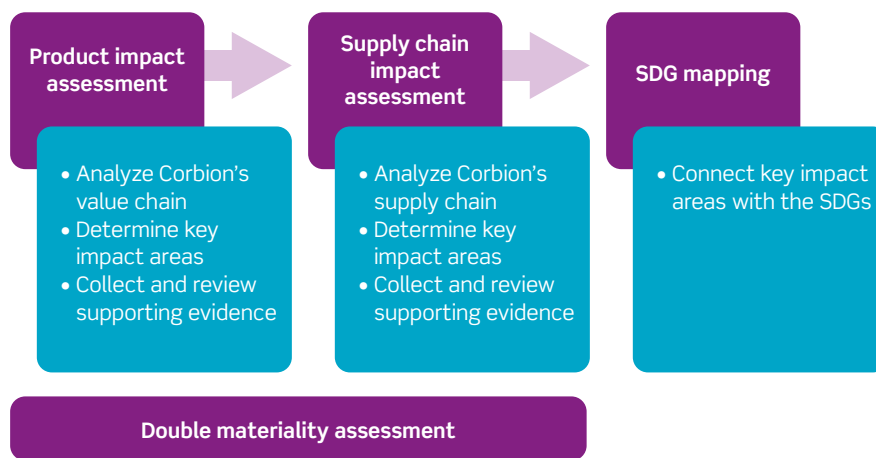 Product impact
assessment
• Analyze Corbion's
value chain
• Determine key
impact areas
• Collect and review
supporting evidence
Supply chain
impact
assessment
• Analyze Corbion's
supply chain
• Determine key
impact areas
• Collect and review
supporting evidence
SDG mapping
• Connect key impact
areas with the SDGs
Double materiality assessment